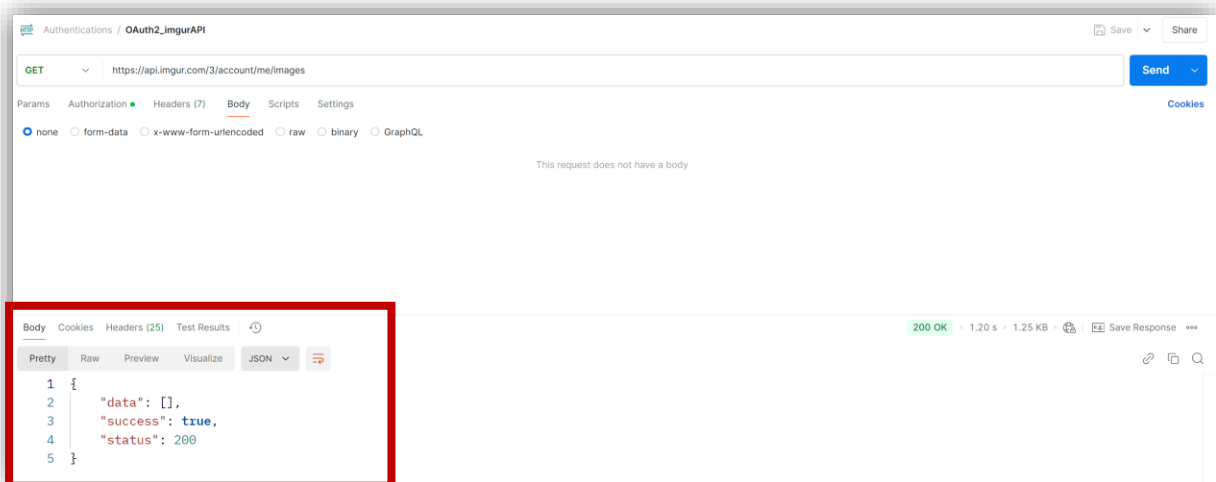 HTTP Authentications / OAuth2_imgurAPI Save Share
GET https://api.imgur.com/3/account/me/images Send
Params Authorization Headers (7) Body Scripts Settings Cookies
none form-data x-www-form-urlencoded raw binary GraphQL
This request does not have a body
Body Cookies Headers (25) Test Results 200 OK • 1.20 s • 1.25 KB • e.g. Save Response
Pretty Raw Preview Visualize JSON
1 {
2 "data": [],
3 "success": true,
4 "status": 200
5 }